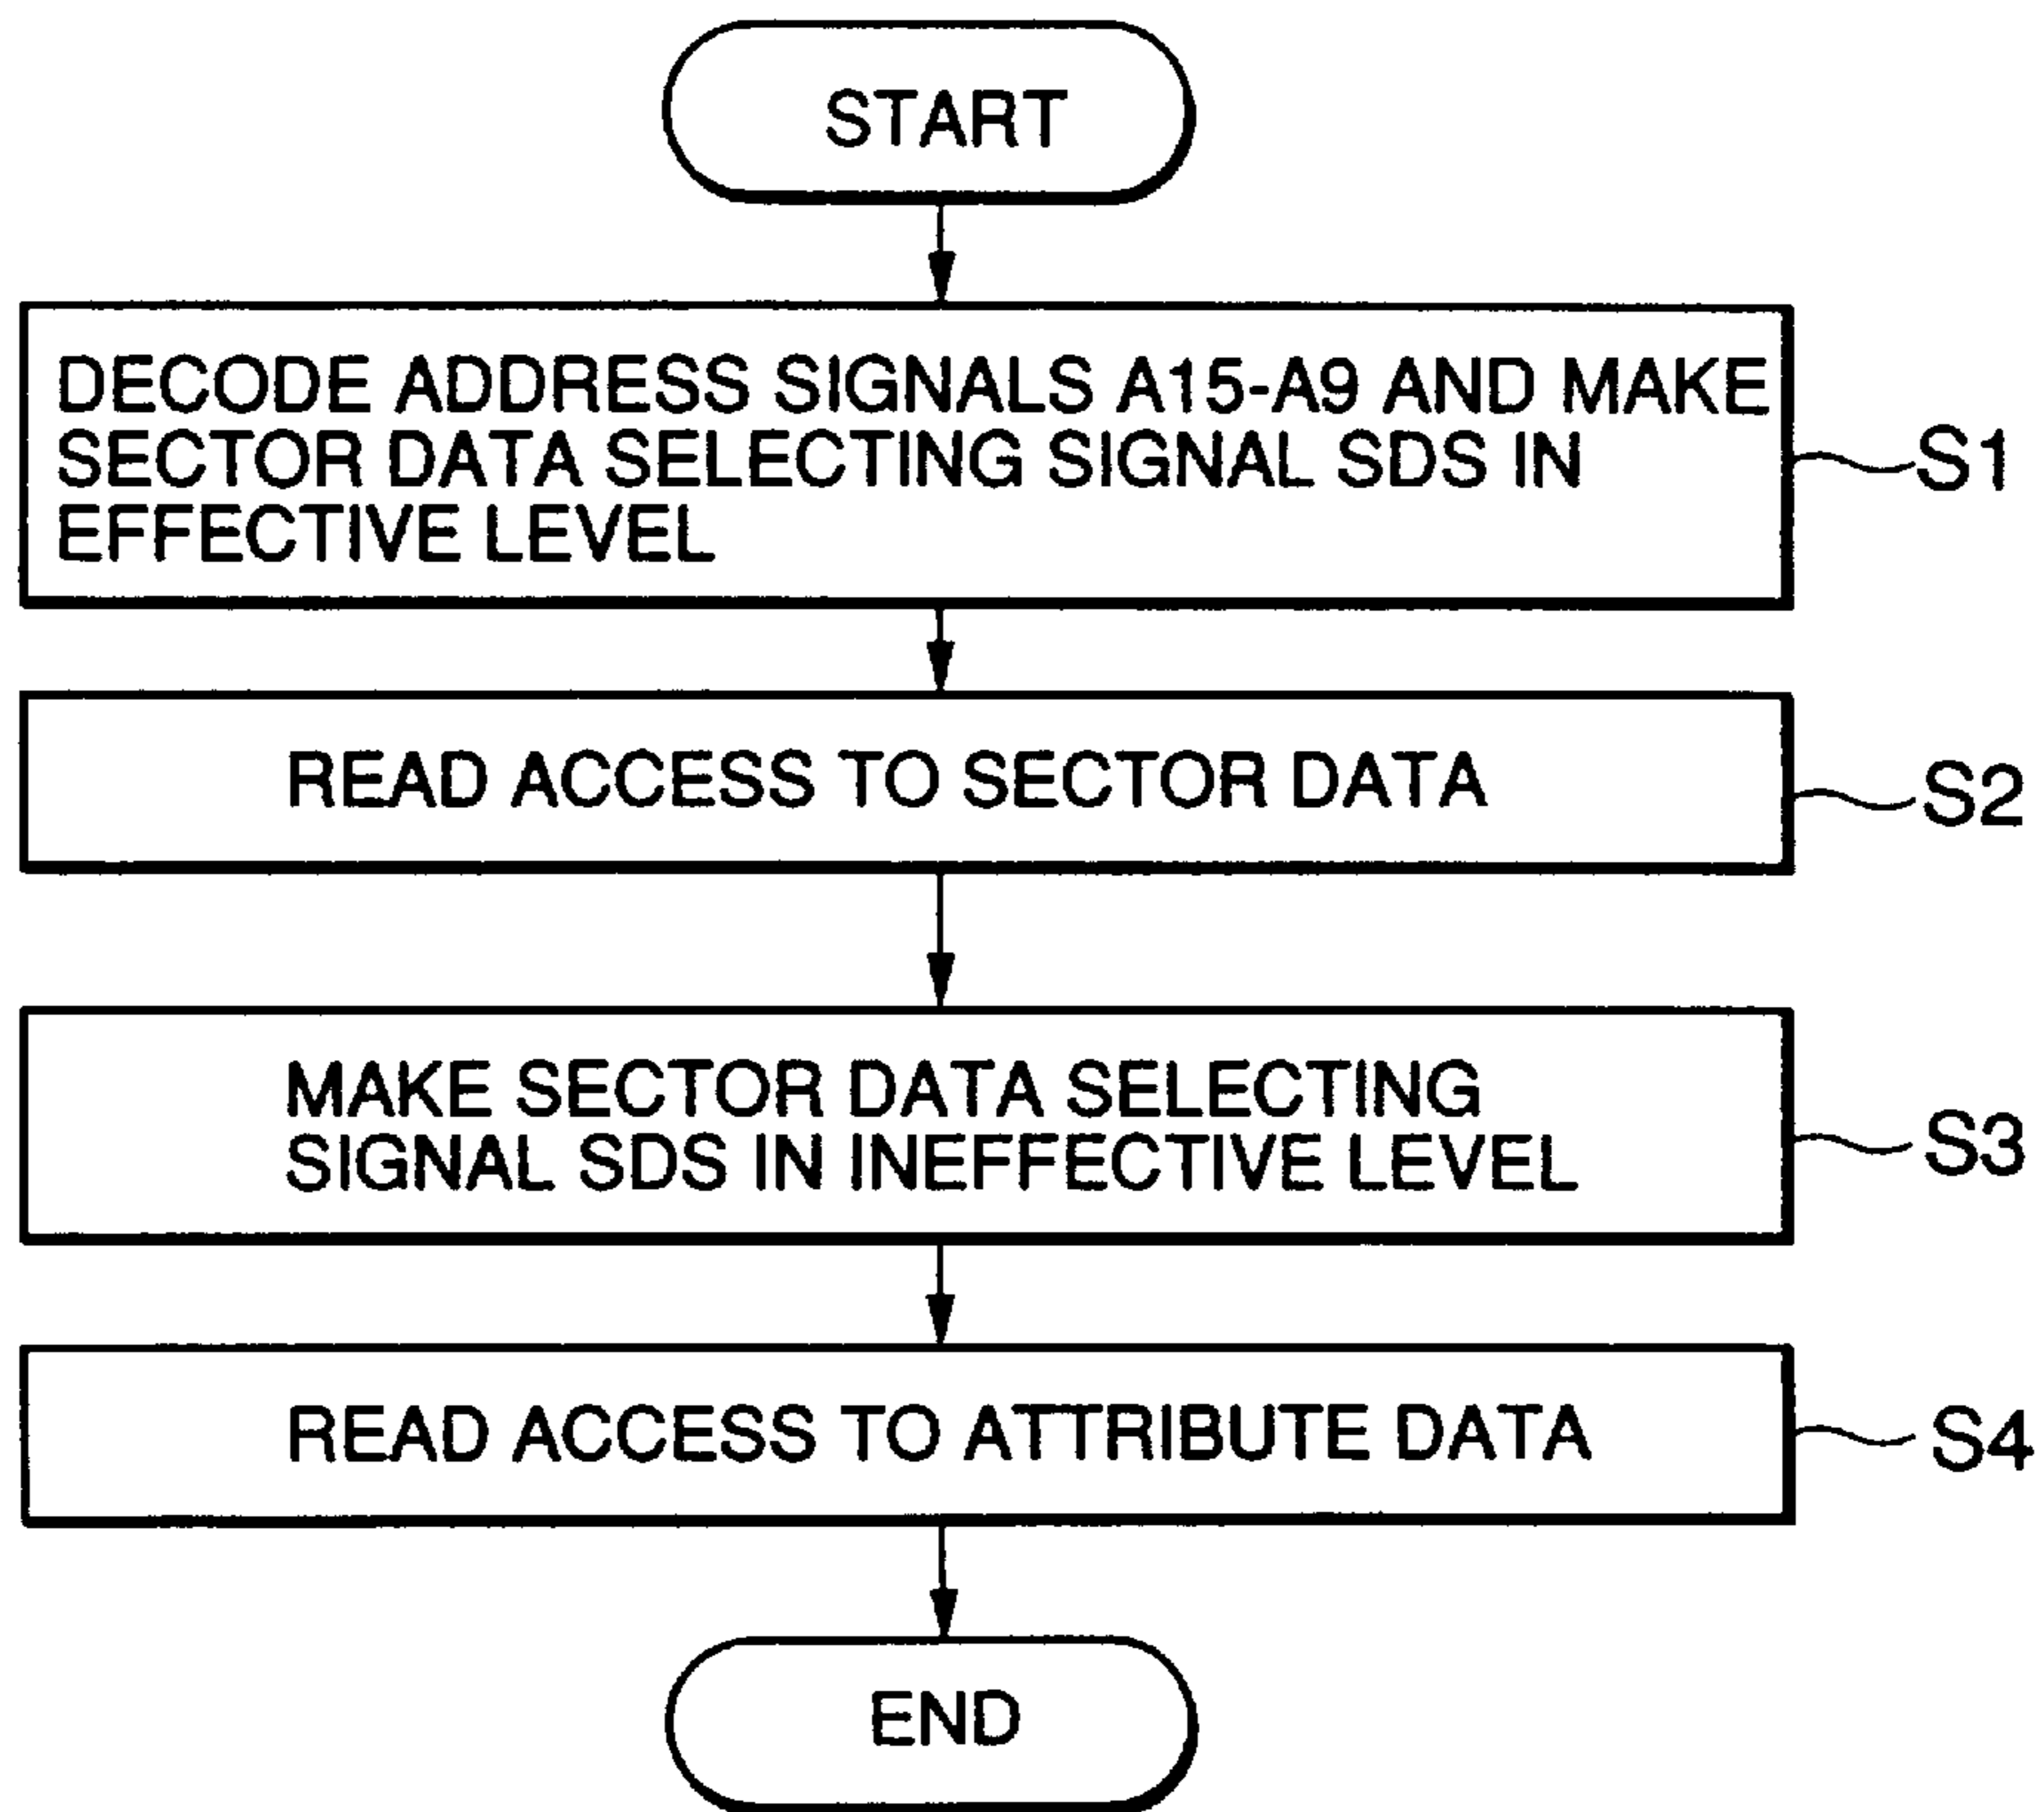 START
DECODE ADDRESS SIGNALS A15-A9 AND MAKE
SECTOR DATA SELECTING SIGNAL SDS IN
EFFECTIVE LEVEL
S1
READ ACCESS TO SECTOR DATA
S2
MAKE SECTOR DATA SELECTING
SIGNAL SDS IN INEFFECTIVE LEVEL
S3
READ ACCESS TO ATTRIBUTE DATA
S4
END